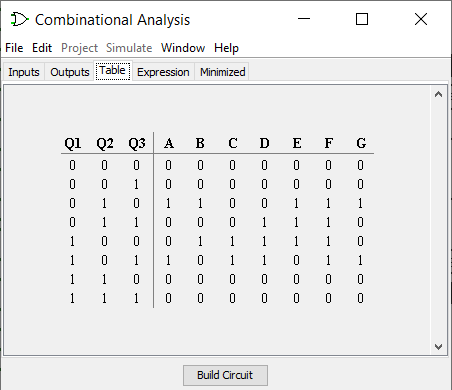 Combinational Analysis
File Edit Project Simulate Window Help
Inputs Outputs Table Expression Minimized
Q1 Q2 Q3 A B C D E F G
0 0 0 0 0 0 0 0 0 0
0 0 1 0 0 0 0 0 0 0
0 1 0 1 1 0 0 1 1 1
0 1 1 0 0 0 1 1 1 0
1 0 0 0 1 1 1 1 1 0
1 0 1 1 0 1 1 0 1 1
1 1 0 0 0 0 0 0 0 0
1 1 1 0 0 0 0 0 0 0
Build Circuit